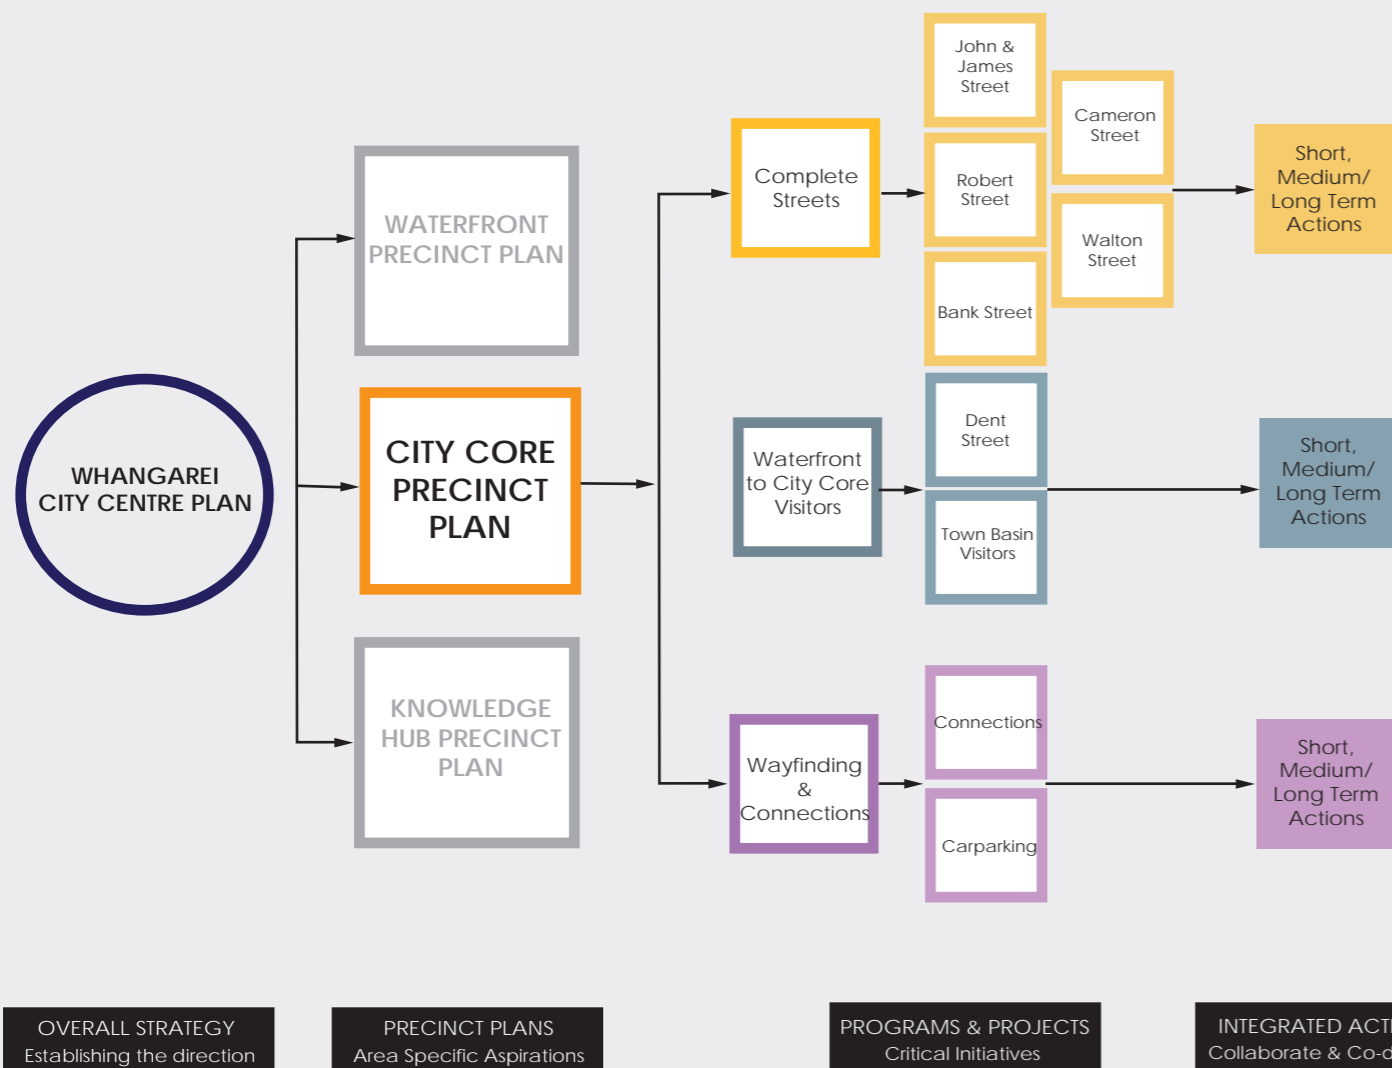 WHANGAREI
CITY CENTRE PLAN
WATERFRONT
PRECINCT PLAN
CITY CORE
PRECINCT
PLAN
KNOWLEDGE
HUB PRECINCT
PLAN
Complete
Streets
John &
James
Street
Robert
Street
Bank Street
Cameron
Street
Walton
Street
Short,
Medium/
Long Term
Actions
Waterfront
to City Core
Visitors
Dent
Street
Town Basin
Visitors
Short,
Medium/
Long Term
Actions
Wayfinding
&
Connections
Connections
Carparking
Short,
Medium/
Long Term
Actions
OVERALL STRATEGY
Establishing the direction
PRECINCT PLANS
Area Specific Aspirations
PROGRAMS & PROJECTS
Critical Initiatives
INTEGRATED
Collaborate &